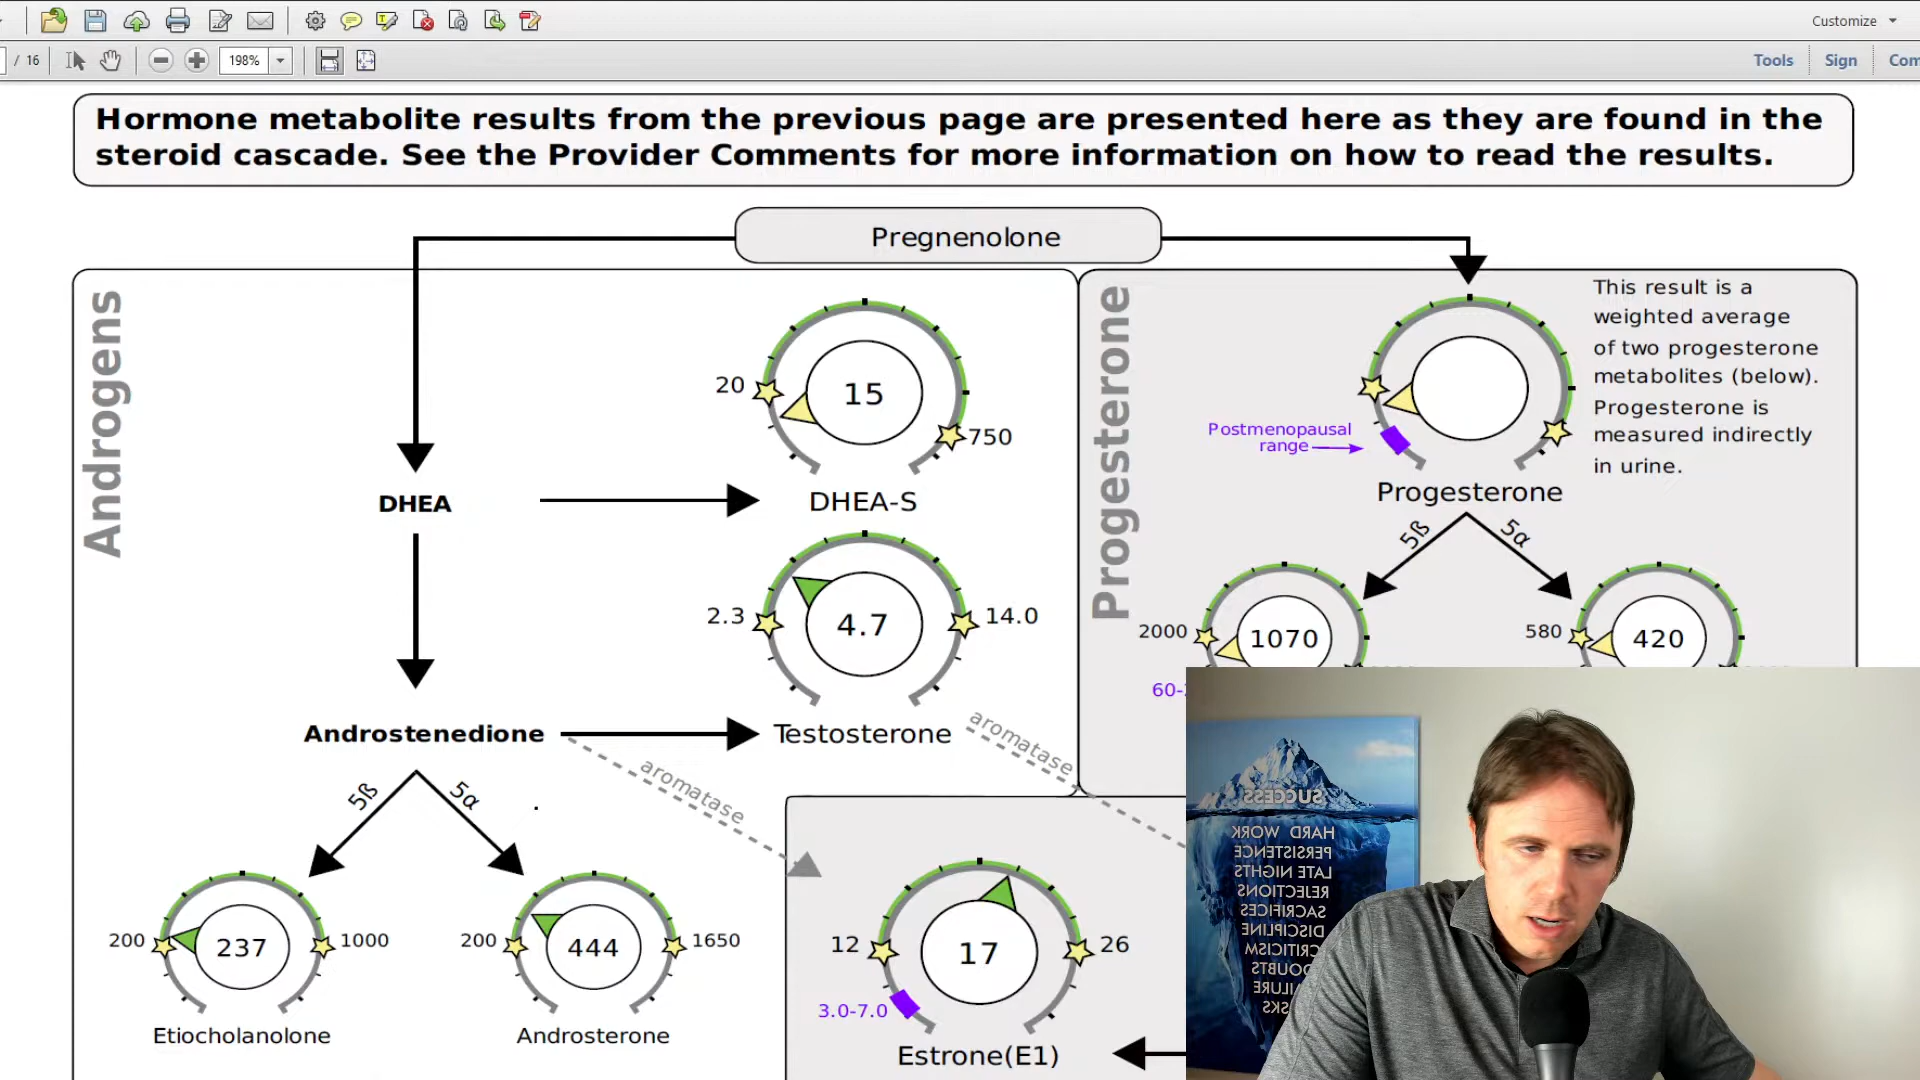 Customize
/ 16
198%
Tools
Sign
Com
Hormone metabolite results from the previous page are presented here as they are found in the
steroid cascade. See the Provider Comments for more information on how to read the results.
Pregnenolone
Androgens
DHEA
20
15
750
DHEA-S
2.3
4.7
14.0
Testosterone
Androstenedione
aromatase
aromatase
5ß
5α
200
237
1000
Etiocholanolone
200
444
1650
Androsterone
Progesterone
This result is a
weighted average
of two progesterone
metabolites (below).
Progesterone is
measured indirectly
in urine.
Postmenopausal
range
Progesterone
5ß
5α
2000
1070
580
420
12
17
26
3.0-7.0
Estrone(E1)
SUCCESS
HARD WORK
PERSISTENCE
LATE NIGHTS
REJECTIONS
SACRIFICES
DISCIPLINE
CRITICISM